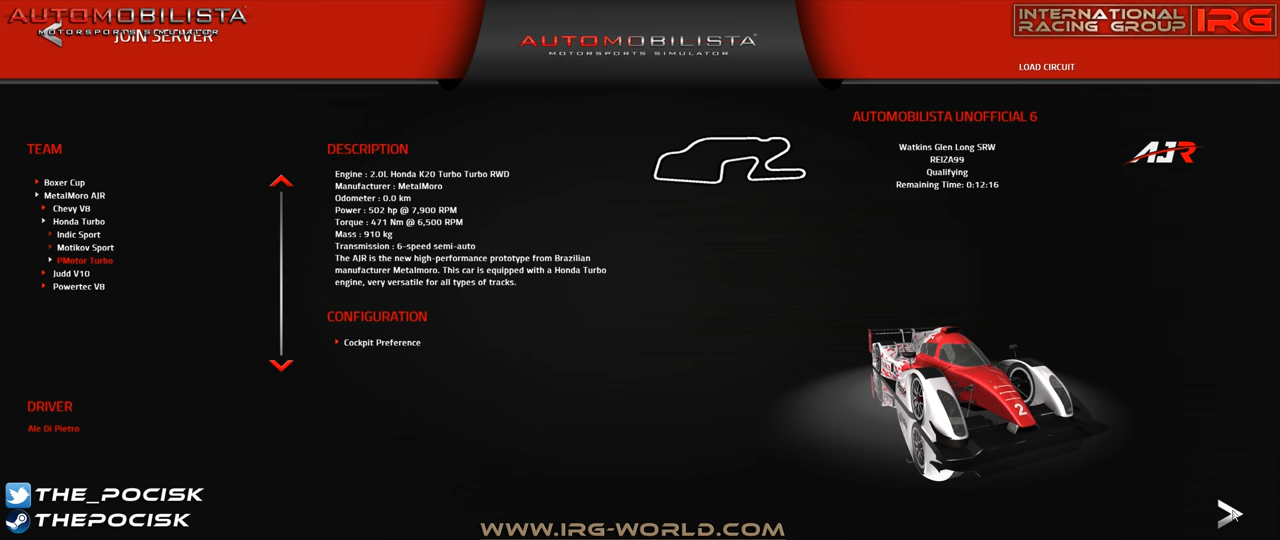 AUTOMOBILISTA
MOTORSPORTS SIMULATOR
JOIN SERVER
AUTOMOBILISTA
MOTORSPORTS SIMULATOR
INTERNATIONAL
RACING GROUP
IRG
LOAD CIRCUIT
TEAM
Boxer Cup
MetalMoro AJR
Chevy V8
Honda Turbo
Indic Sport
Motikov Sport
PMotor Turbo
Judd V10
Powertec V8
DRIVER
Ale Di Pietro
DESCRIPTION
Engine : 2.0L Honda K20 Turbo Turbo RWD
Manufacturer : MetalMoro
Odometer : 0.0 km
Power : 502 hp @ 7,900 RPM
Torque : 471 Nm @ 6,500 RPM
Mass : 910 kg
Transmission : 6-speed semi-auto
The AJR is the new high-performance prototype from Brazilian
manufacturer Metalmoro. This car is equipped with a Honda Turbo
engine, very versatile for all types of tracks.
CONFIGURATION
Cockpit Preference
AUTOMOBILISTA UNOFFICIAL 6
Watkins Glen Long SRW
REIZA99
Qualifying
Remaining Time: 0:12:16
AJR
2
THE_POCISK
THEPOCISK
WWW.IRG-WORLD.COM